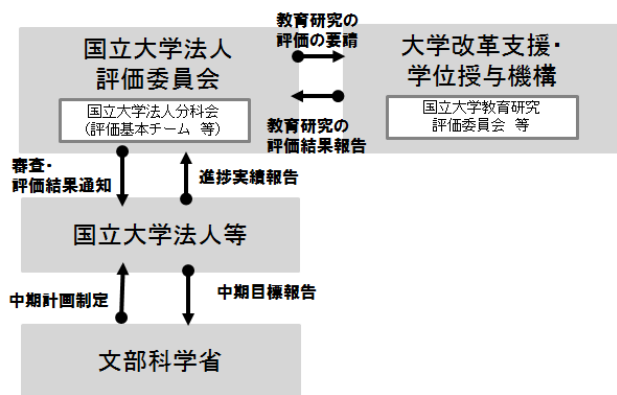 国立大学法人
評価委員会
国立大学法人分科会
(評価基本チーム 等)
教育研究の
評価の要請
教育研究の
評価結果報告
大学改革支援・
学位授与機構
国立大学教育研究
評価委員会 等
審査・
評価結果通知
進捗実績報告
国立大学法人等
中期計画制定
中期目標報告
文部科学省